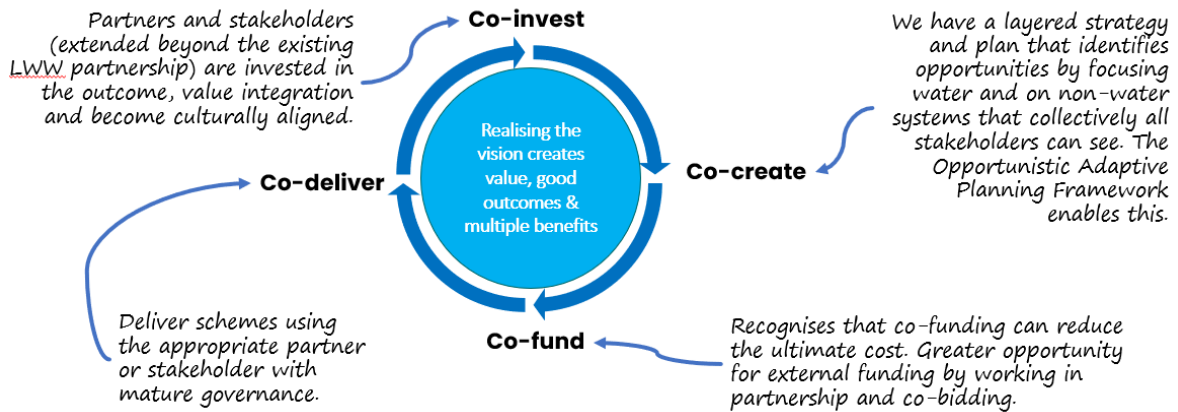 Co-invest
Partners and stakeholders
(extended beyond the existing
LWW partnership) are invested in
the outcome, value integration
and become culturally aligned.
We have a layered strategy
and plan that identifies
opportunities by focusing
water and on non-water
systems that collectively all
stakeholders can see. The
Opportunistic Adaptive
Planning Framework
enables this.
Co-create
Realising the
vision creates
value, good
outcomes &
multiple benefits
Co-deliver
Deliver schemes using
the appropriate partner
or stakeholder with
mature governance.
Co-fund
Recognises that co-funding can reduce
the ultimate cost. Greater opportunity
for external funding by working in
partnership and co-bidding.